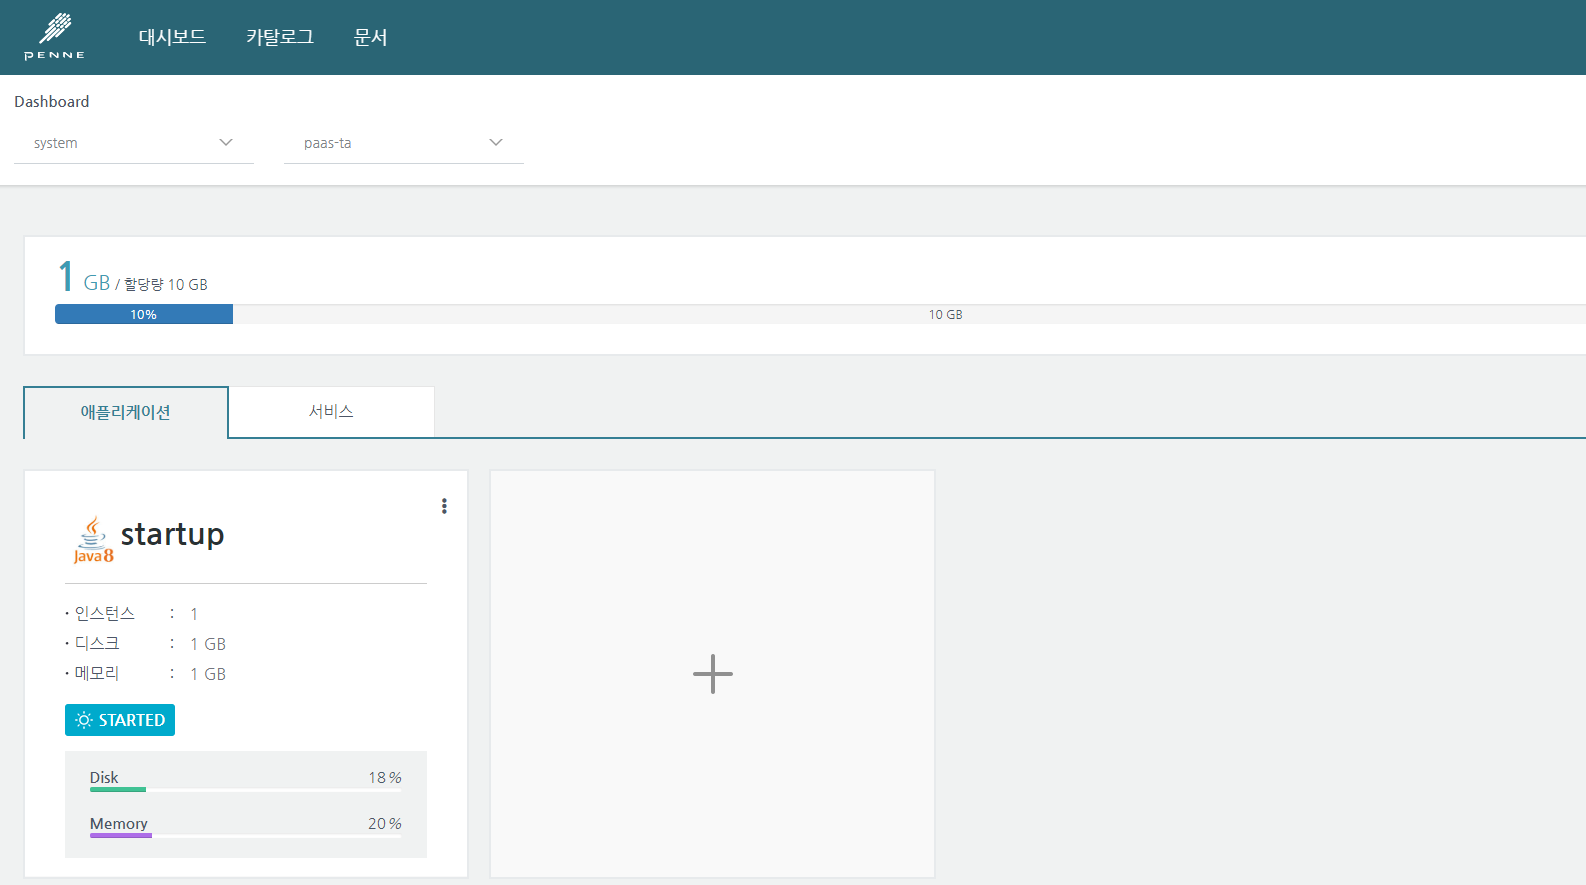 PENNE 대시보드 카탈로그 문서
Dashboard
system paas-ta
1 GB / 할당량 10 GB
10% 10 GB
애플리케이션 서비스
Java8 startup
· 인스턴스 : 1
· 디스크 : 1 GB
· 메모리 : 1 GB
STARTED
Disk 18%
Memory 20%